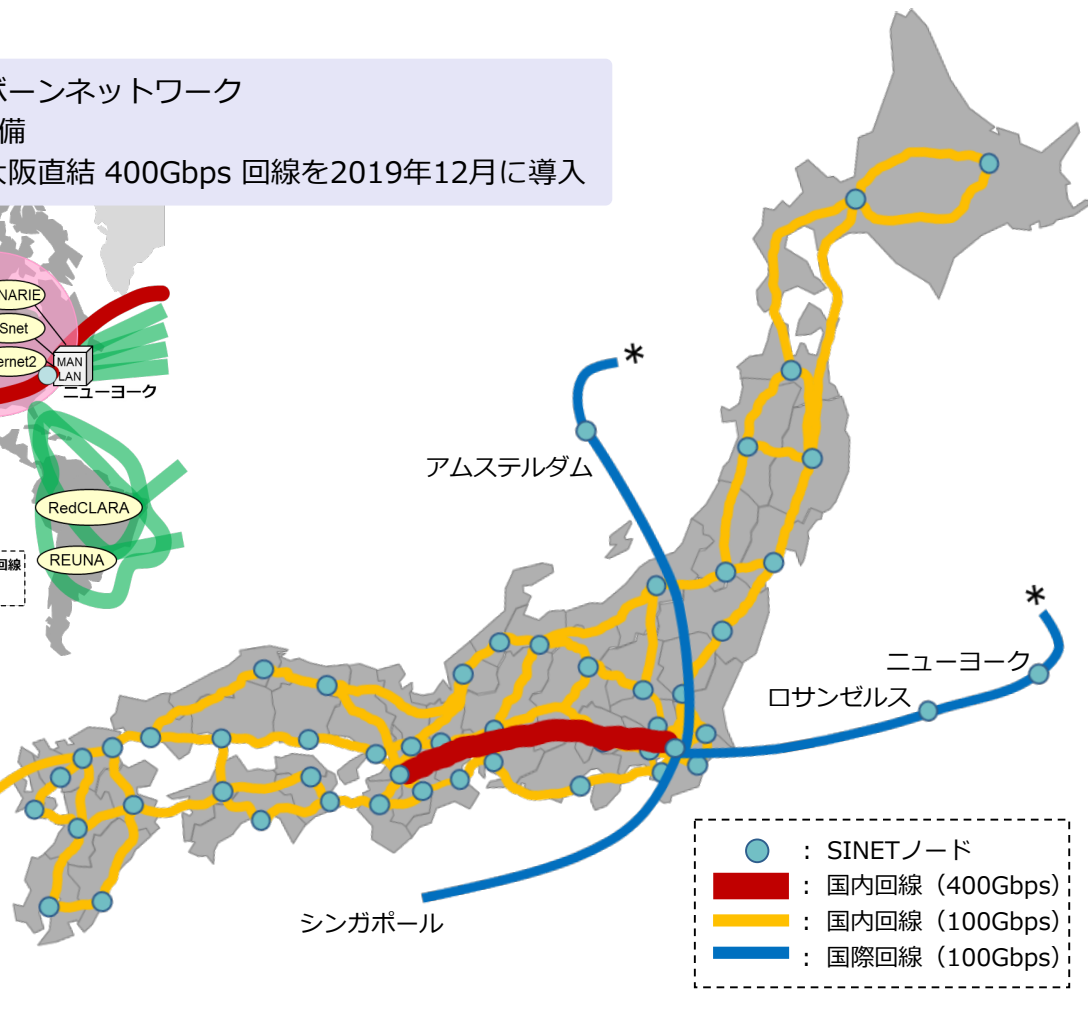 ボーンネットワーク
備
大阪直結 400Gbps 回線を2019年12月に導入
NARIE
Snet
ernet2
MAN
LAN
ニューヨーク
RedCLARA
REUNA
回線
*
アムステルダム
*
ニューヨーク
ロサンゼルス
シンガポール
： SINETノード
： 国内回線（400Gbps）
： 国内回線（100Gbps）
： 国際回線（100Gbps）